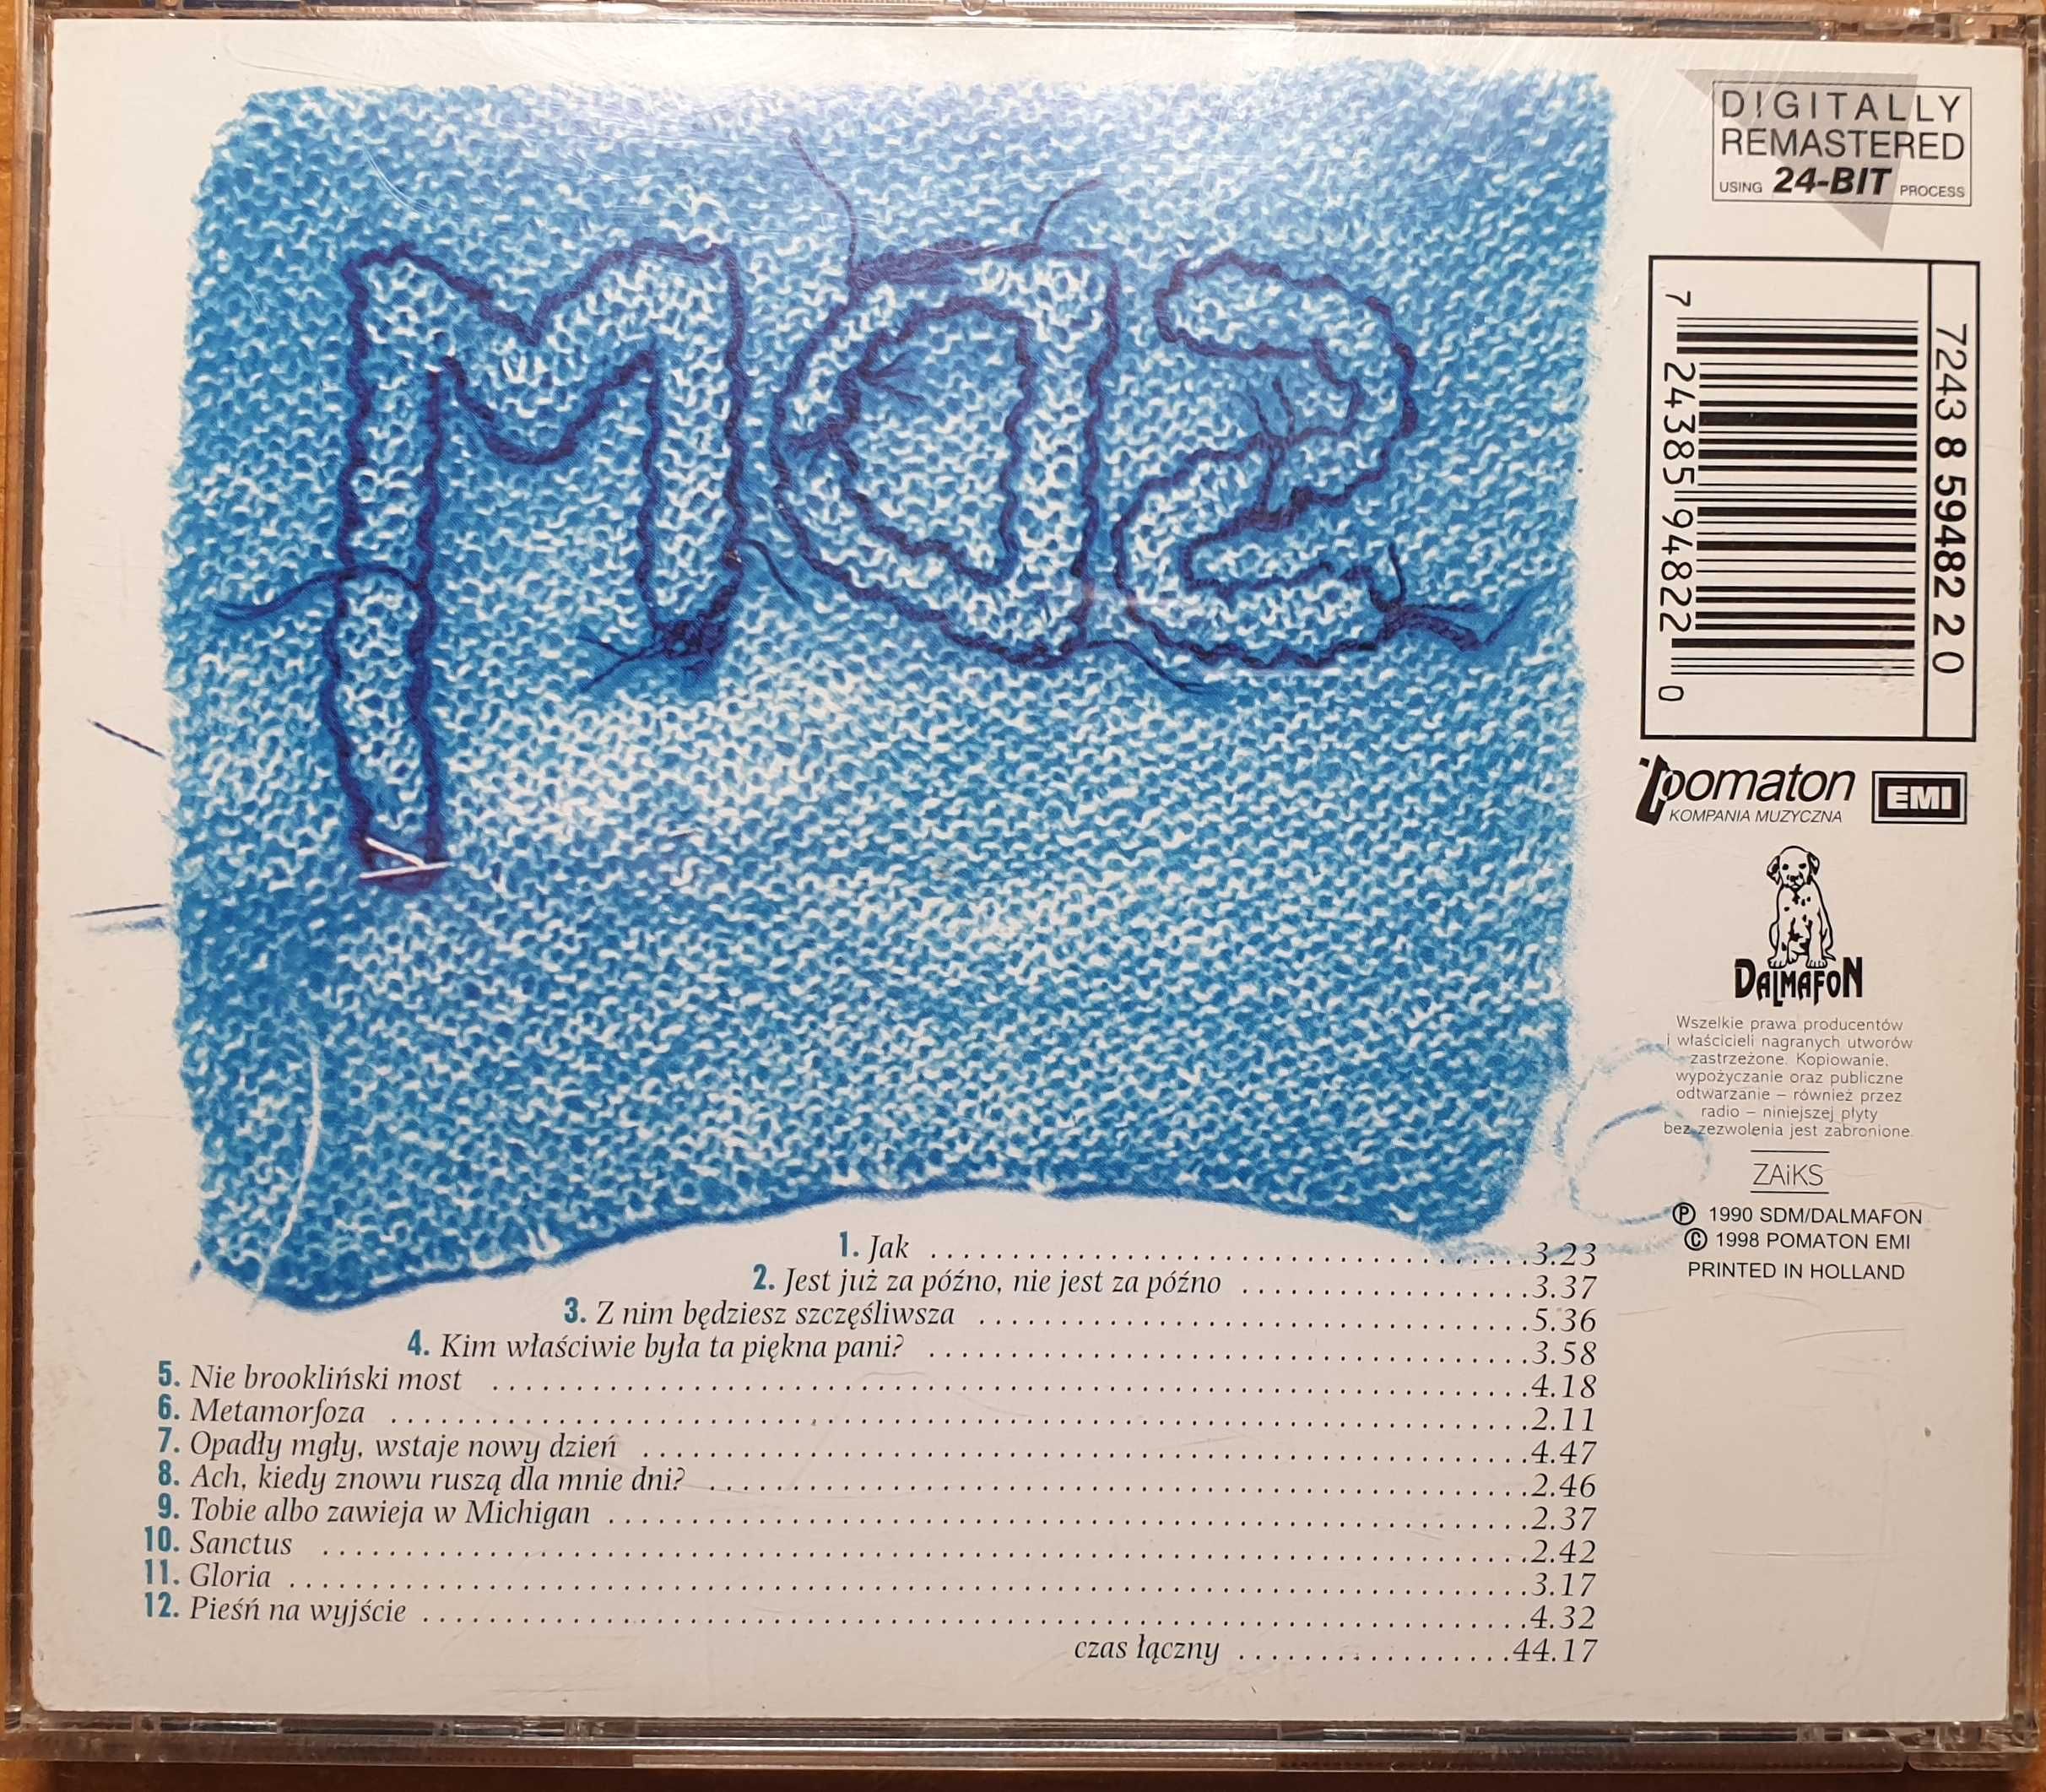 SDM
DIGITALLY
REMASTERED
USING 24-BIT PROCESS
7243 8 59482 2 0
7 24385 94822 0
pomaton EMI
KOMPANIA MUZYCZNA
DALMAFON
Wszelkie prawa producentów
i właścicieli nagranych utworów
zastrzeżone. Kopiowanie,
wypożyczanie oraz publiczne
odtwarzanie – również przez
radio – niniejszej płyty
bez zezwolenia jest zabronione.
ZAiKS
Ⓟ 1990 SDM/DALMAFON
© 1998 POMATON EMI
PRINTED IN HOLLAND
1. Jak 3.23
2. Jest już za późno, nie jest za późno 3.37
3. Z nim będziesz szczęśliwsza 5.36
4. Kim właściwie była ta piękna pani? 3.58
5. Nie brookliński most 4.18
6. Metamorfoza 2.11
7. Opadły mgły, wstaje nowy dzień 4.47
8. Ach, kiedy znowu ruszą dla mnie dni? 2.46
9. Tobie albo zawieja w Michigan 2.37
10. Sanctus 2.42
11. Gloria 3.17
12. Pieśń na wyjście 4.32
czas łączny 44.17